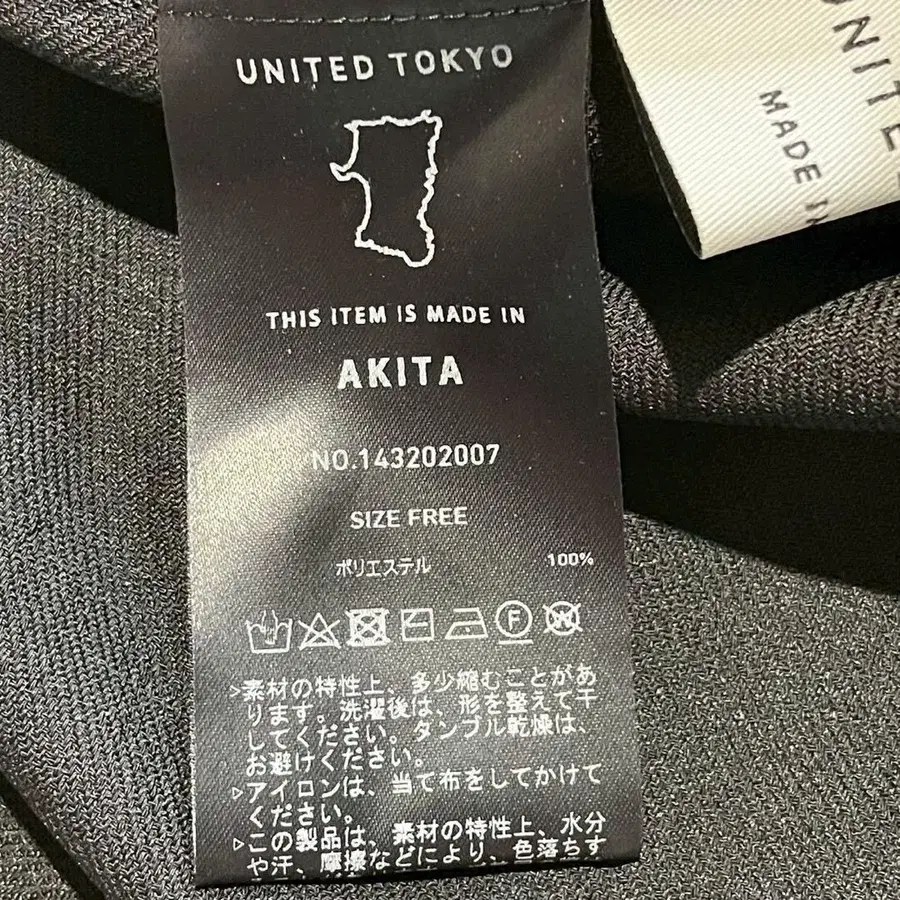 UNITED TOKYO
THIS ITEM IS MADE IN
AKITA
NO.143202007
SIZE FREE
ポリエステル 100%
F
W
▷素材の特性上、多少縮むことがあ
ります。洗濯後は、形を整えて干
してください。タンブル乾燥は、
お避けください。
▷アイロンは、当て布をしてかけて
ください。
▷この製品は、素材の特性上、水分
や汗、摩擦などにより、色落ちす
MADE